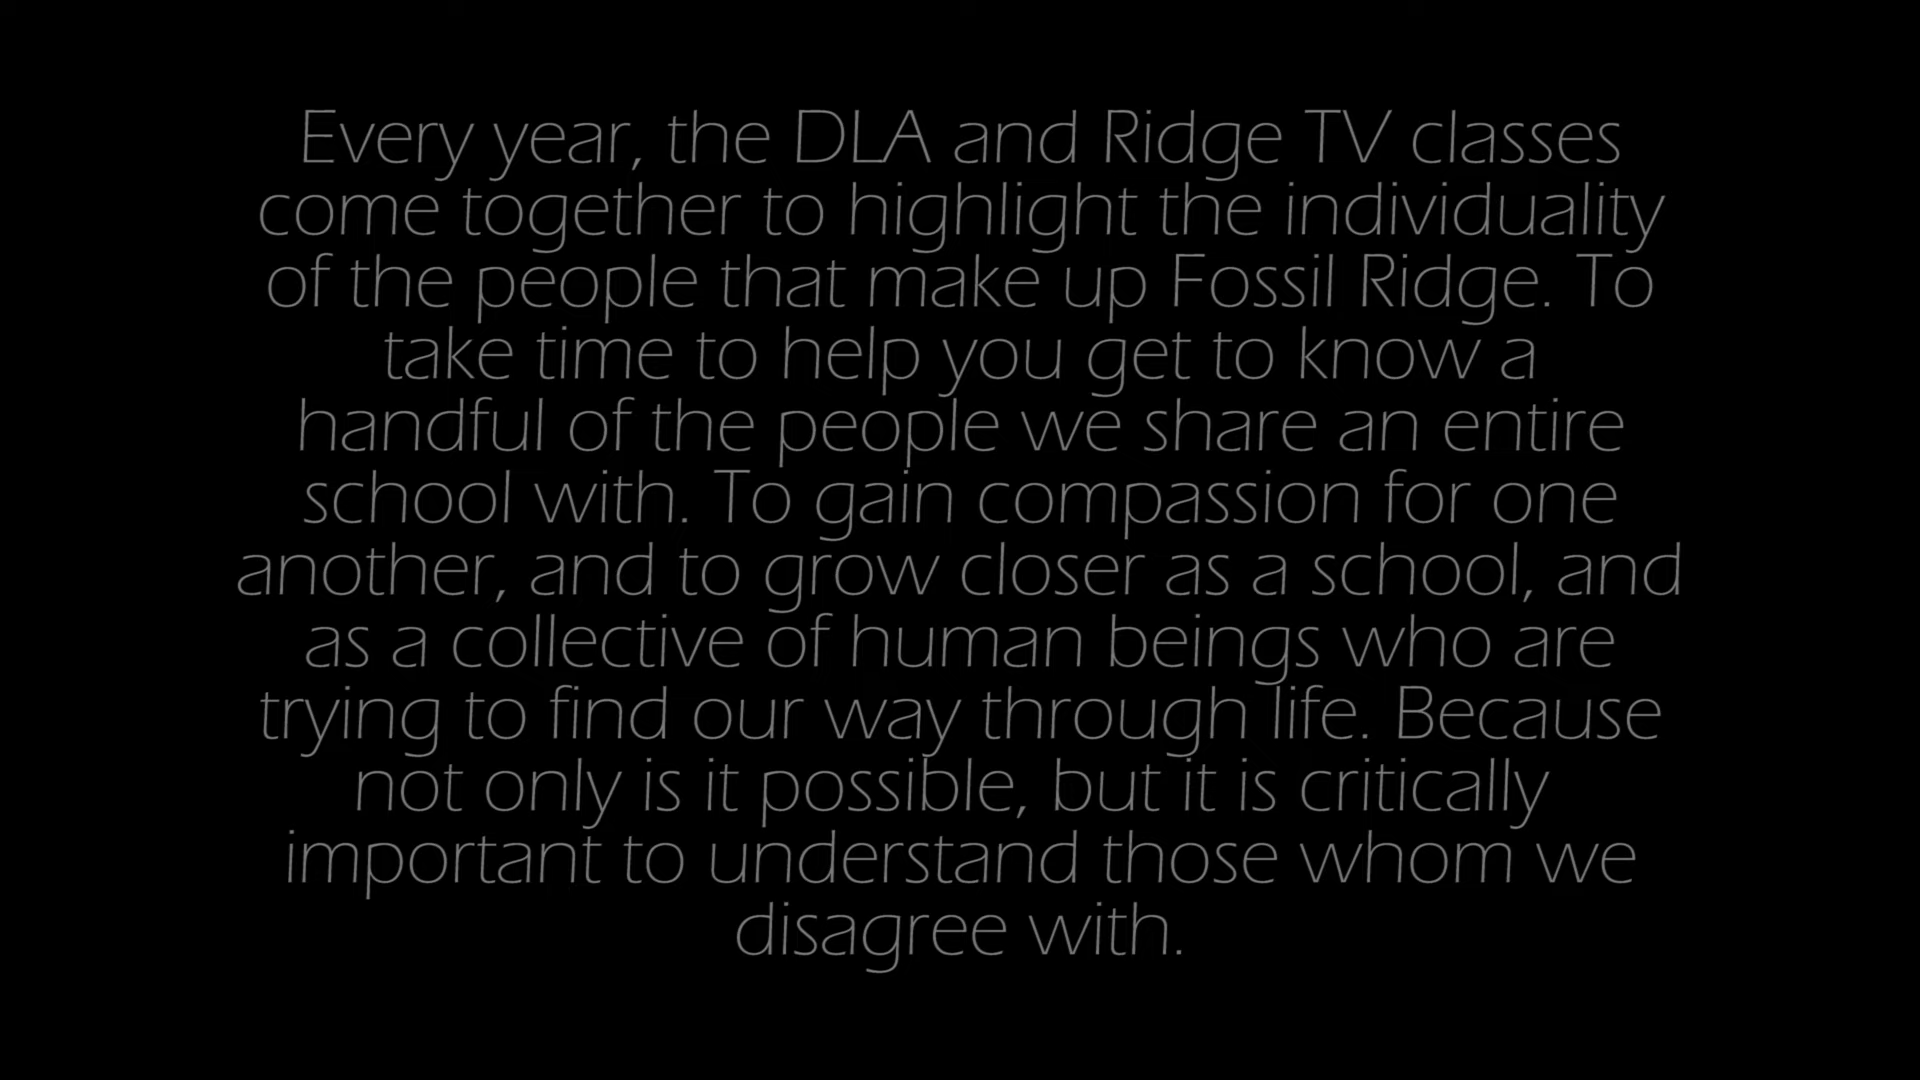 Every year, the DLA and Ridge TV classes
come together to highlight the individuality
of the people that make up Fossil Ridge. To
take time to help you get to know a
handful of the people we share an entire
school with. To gain compassion for one
another, and to grow closer as a school, and
as a collective of human beings who are
trying to find our way through life. Because
not only is it possible, but it is critically
important to understand those whom we
disagree with.